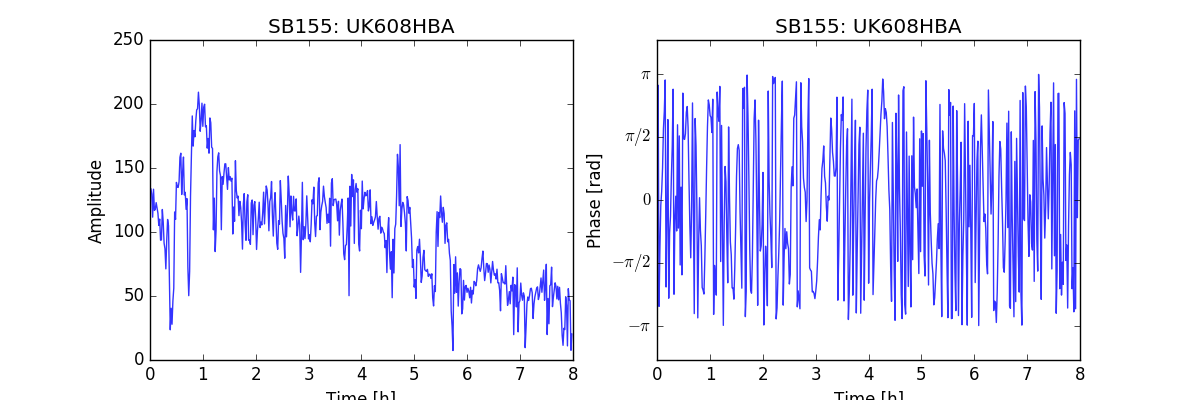 SB155: UK608HBA
250
200
150
100
50
0
Amplitude
0 1 2 3 4 5 6 7 8
Time [h]
SB155: UK608HBA
π
π/2
0
−π/2
−π
Phase [rad]
0 1 2 3 4 5 6 7 8
Time [h]